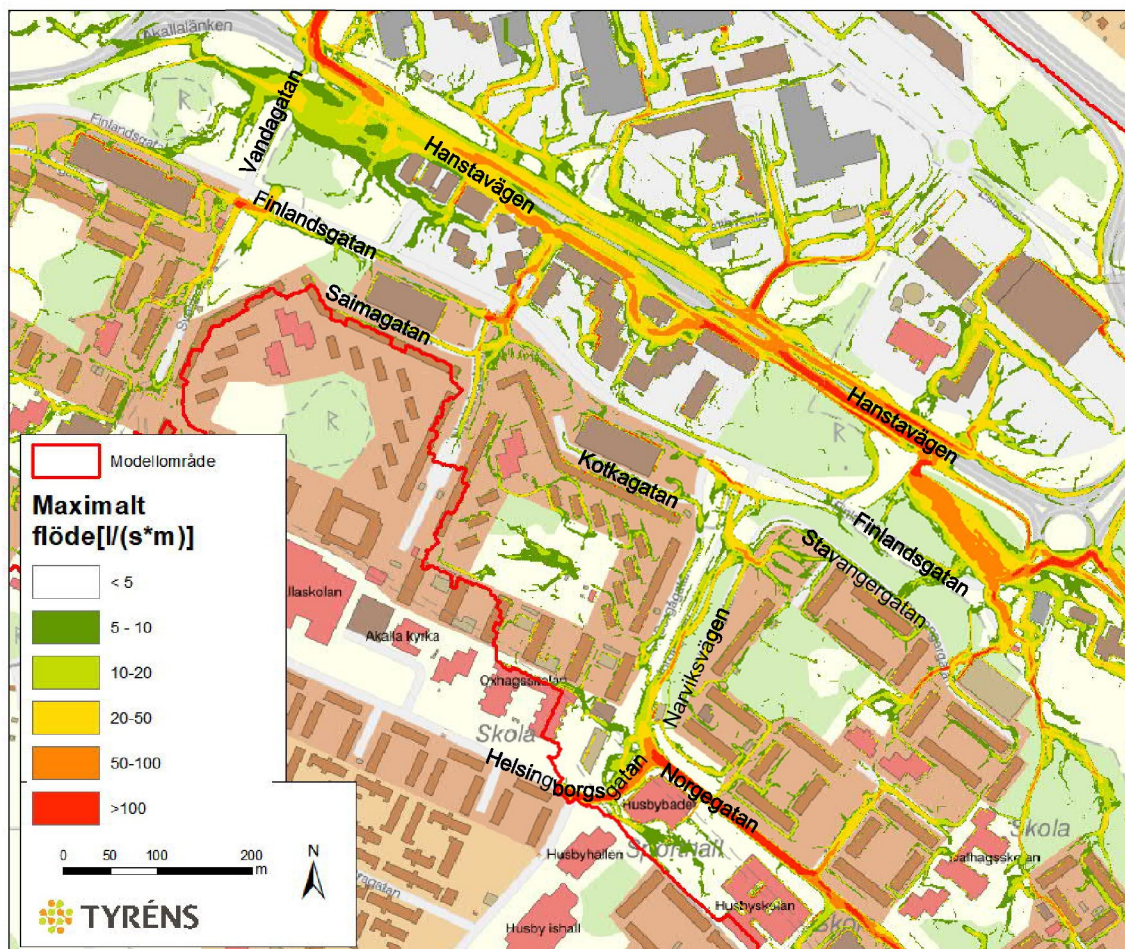 Akallalänken
Vandagatan
Hanstavägen
Finlandsgatan
Saimagatan
Hanstavägen
Kotkagatan
Finlandsgatan
Stavangergatan
Narviksvägen
Akalla kyrka
Oxhagsskolan
Skola
Helsingborgsgatan
Norgegatan
Husbybadet
Husbyhallen
Sporthall
Husbyskolan
Husby ishall
Skola
Dalhagsskolan
Modellområde
Maximalt
flöde[l/(s*m)]
< 5
5 - 10
10-20
20-50
50-100
>100
0 50 100 200
m
N
TYRÉNS